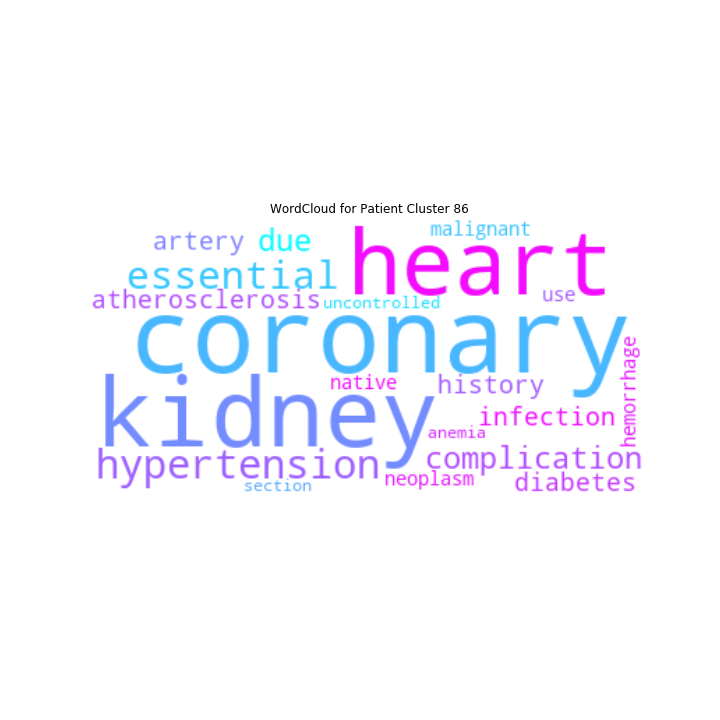 WordCloud for Patient Cluster 86
malignant
artery
due
heart
essential
use
atherosclerosis
uncontrolled
coronary
hemorrhage
native
history
kidney
infection
anemia
hypertension
complication
neoplasm
diabetes
section